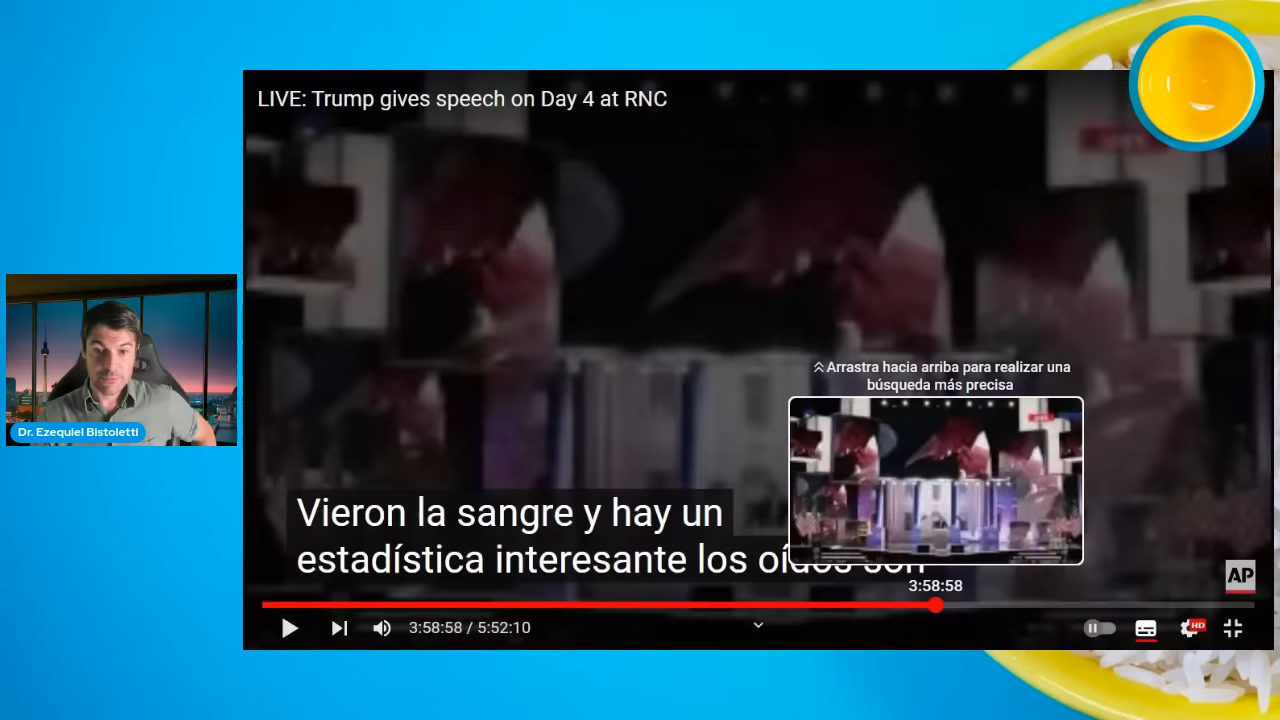 LIVE: Trump gives speech on Day 4 at RNC
Arrastra hacia arriba para realizar una
búsqueda más precisa
Dr. Ezequiel Bistoletti
Vieron la sangre y hay un
estadística interesante los oídos son
3:58:58
AP
3:58:58 / 5:52:10
HD